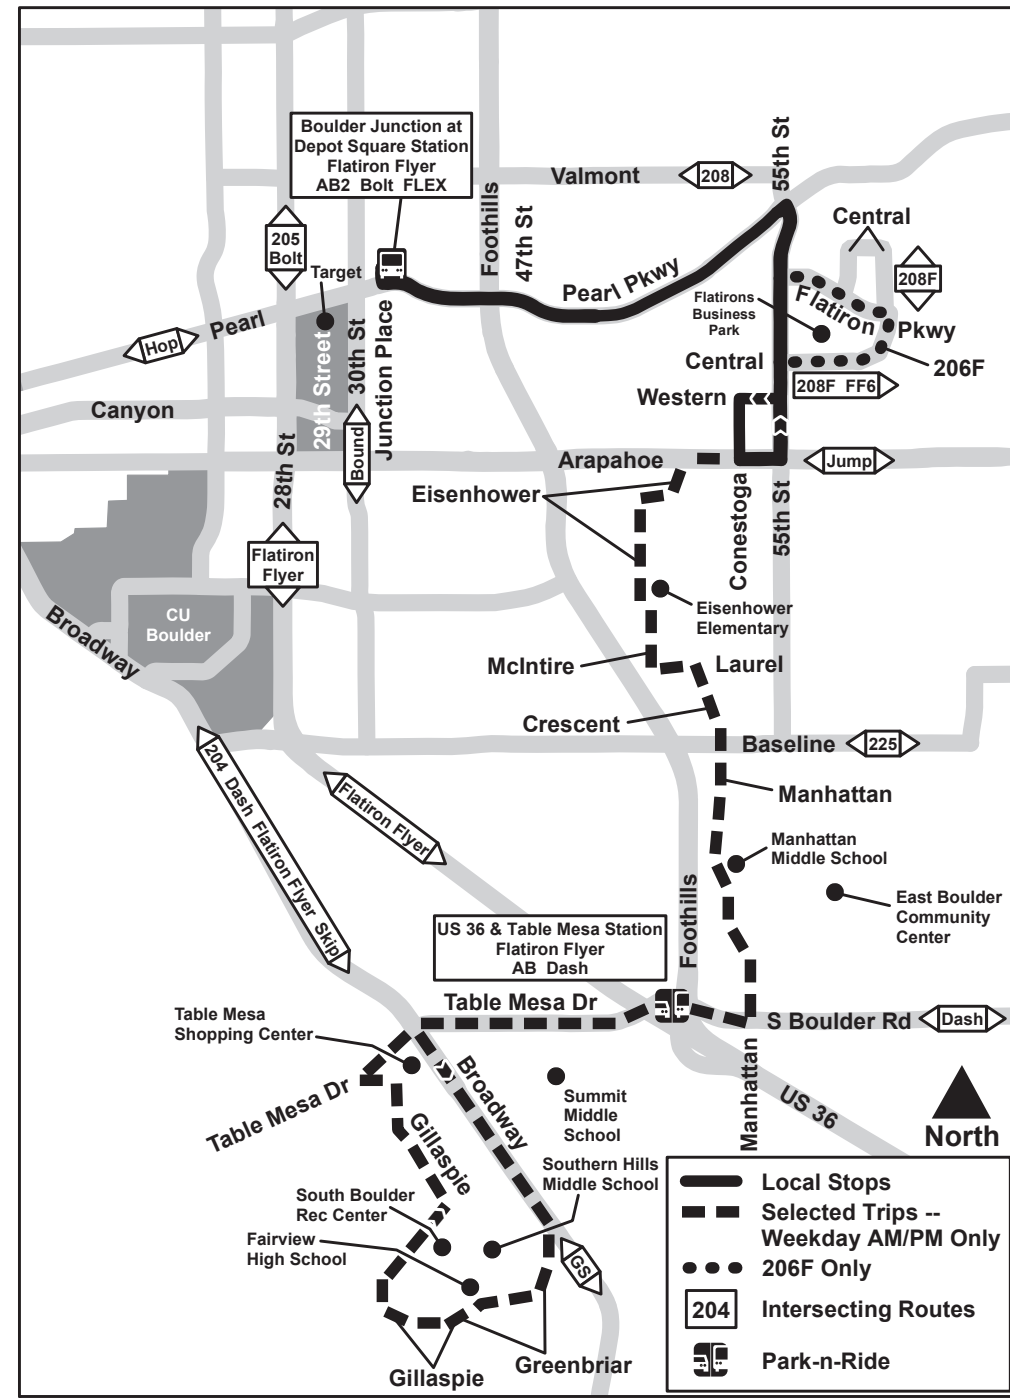 Boulder Junction at
Depot Square Station
Flatiron Flyer
AB2 Bolt FLEX
Valmont
208
55th St
Foothills
47th St
Central
205
Bolt
208F
Target
Pearl Pkwy
Flatirons
Business
Park
Flatiron
Pkwy
Hop
Pearl
29th Street
30th St
Junction Place
Central
206F
208F FF6
Western
Canyon
28th St
Bound
Arapahoe
Jump
Eisenhower
Conestoga
55th St
Flatiron
Flyer
CU
Boulder
Broadway
Eisenhower
Elementary
McIntire
Laurel
Crescent
Baseline
225
204 Dash Flatiron Flyer Skip
Flatiron Flyer
Manhattan
Manhattan
Middle School
East Boulder
Community
Center
Foothills
US 36 & Table Mesa Station
Flatiron Flyer
AB Dash
Table Mesa Dr
S Boulder Rd
Dash
Table Mesa
Shopping Center
Table Mesa Dr
Broadway
Gillaspie
Summit
Middle
School
Manhattan
US 36
North
Southern Hills
Middle School
South Boulder
Rec Center
Fairview
High School
GS
Gillaspie
Greenbriar
Local Stops
Selected Trips --
Weekday AM/PM Only
206F Only
204
Intersecting Routes
Park-n-Ride